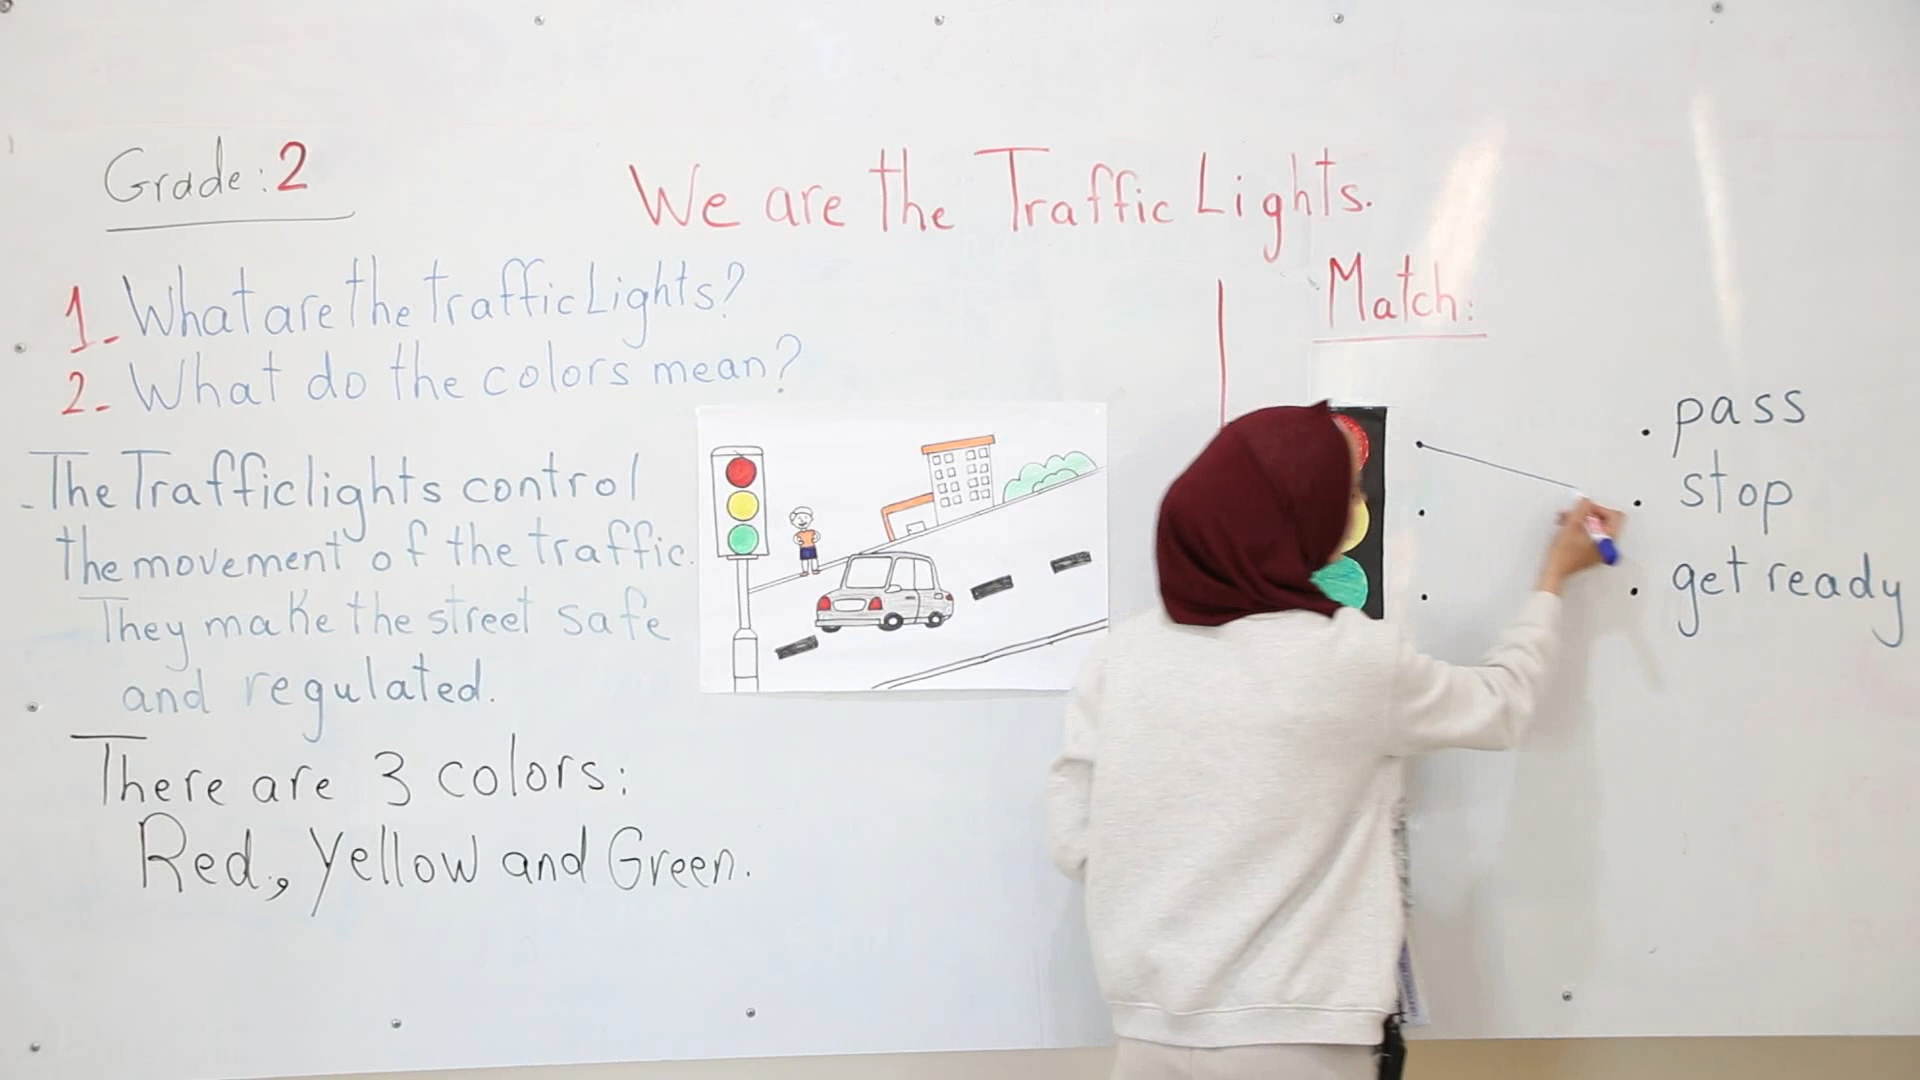 Grade: 2
We are the Traffic Lights.
1- What are the Traffic Lights?
2- What do the colors mean?
- The Traffic lights control
the movement of the traffic.
They make the street safe
and regulated.
There are 3 colors:
Red, Yellow and Green.
Match:
. pass
. stop
. get ready